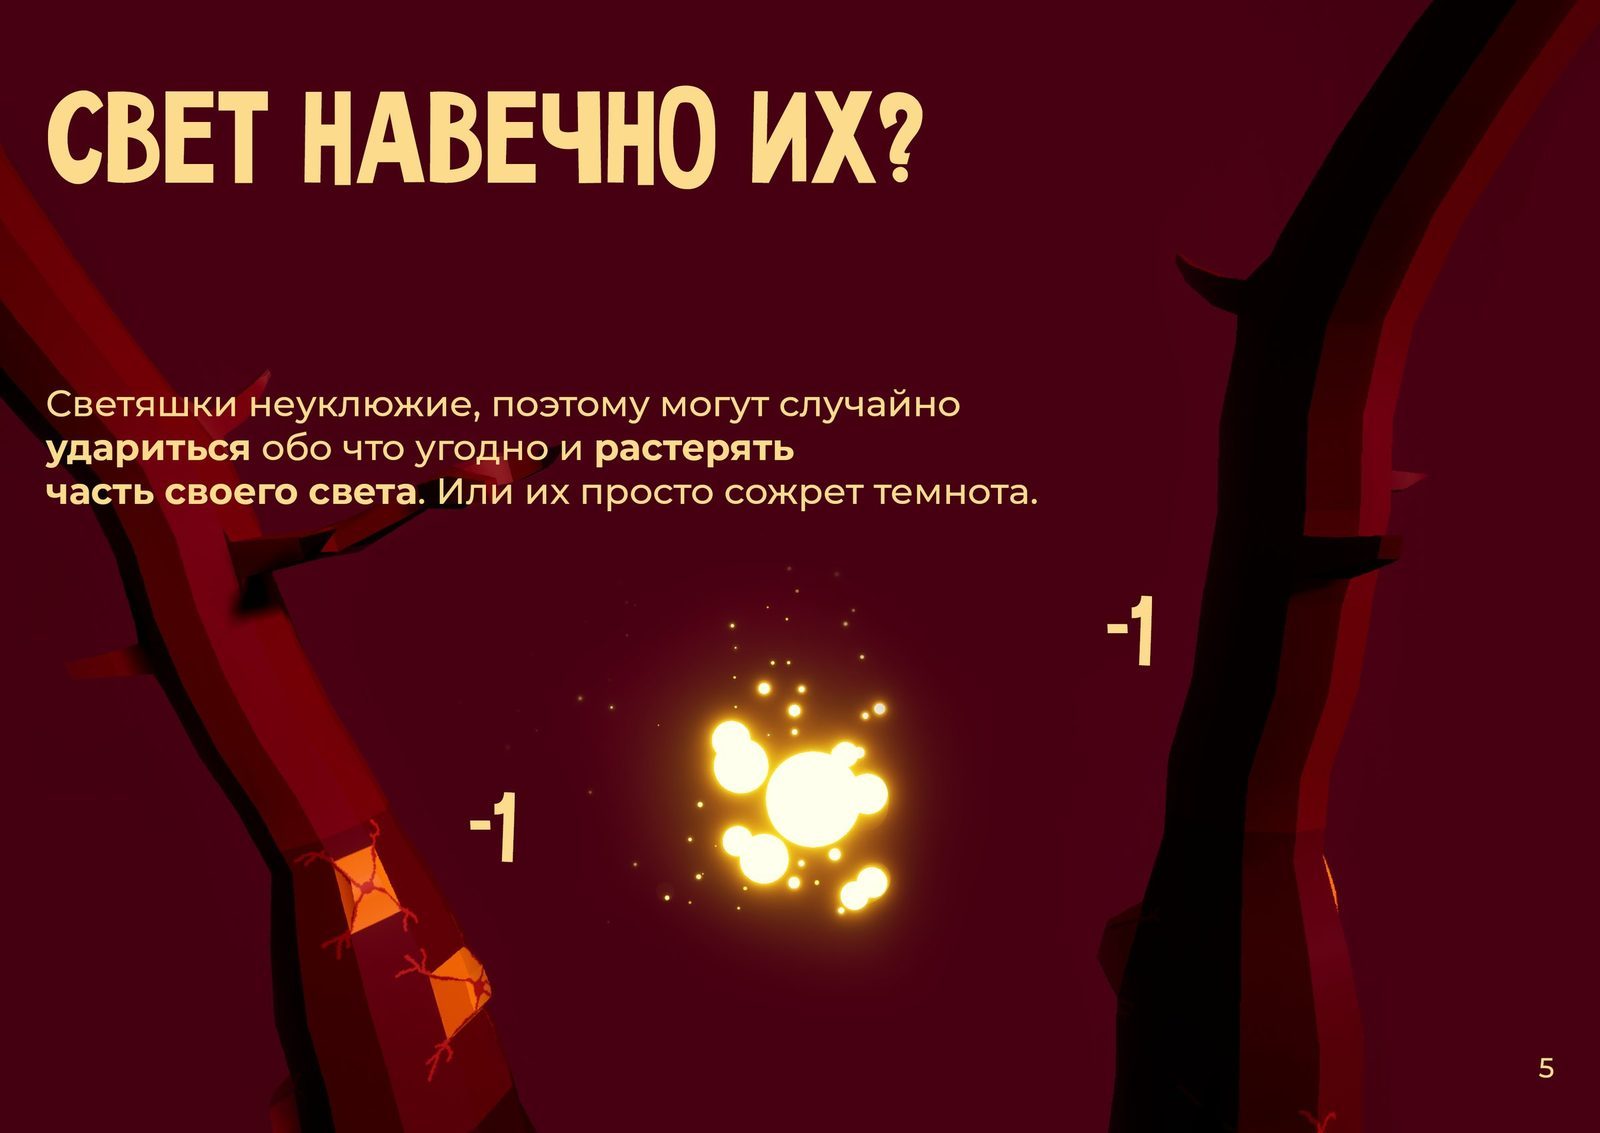 СВЕТ НАВЕЧНО ИХ?
Светяшки неуклюжие, поэтому могут случайно
удариться обо что угодно и растерять
часть своего света. Или их просто сожрет темнота.
-1
-1
5